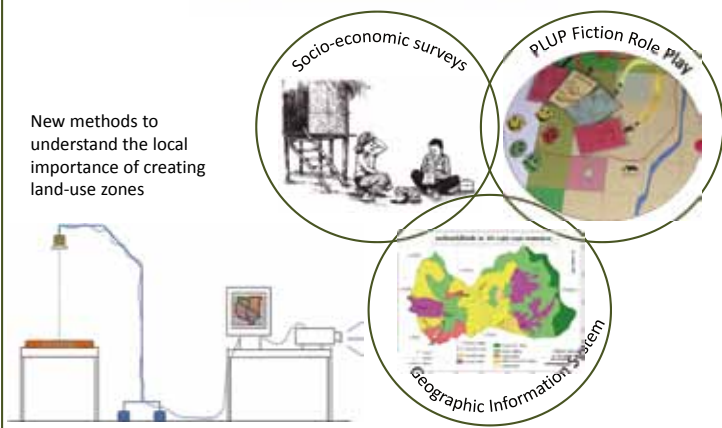 Socio-economic surveys
PLUP Fiction Role Play
New methods to
understand the local
importance of creating
land-use zones
Geographic Information System